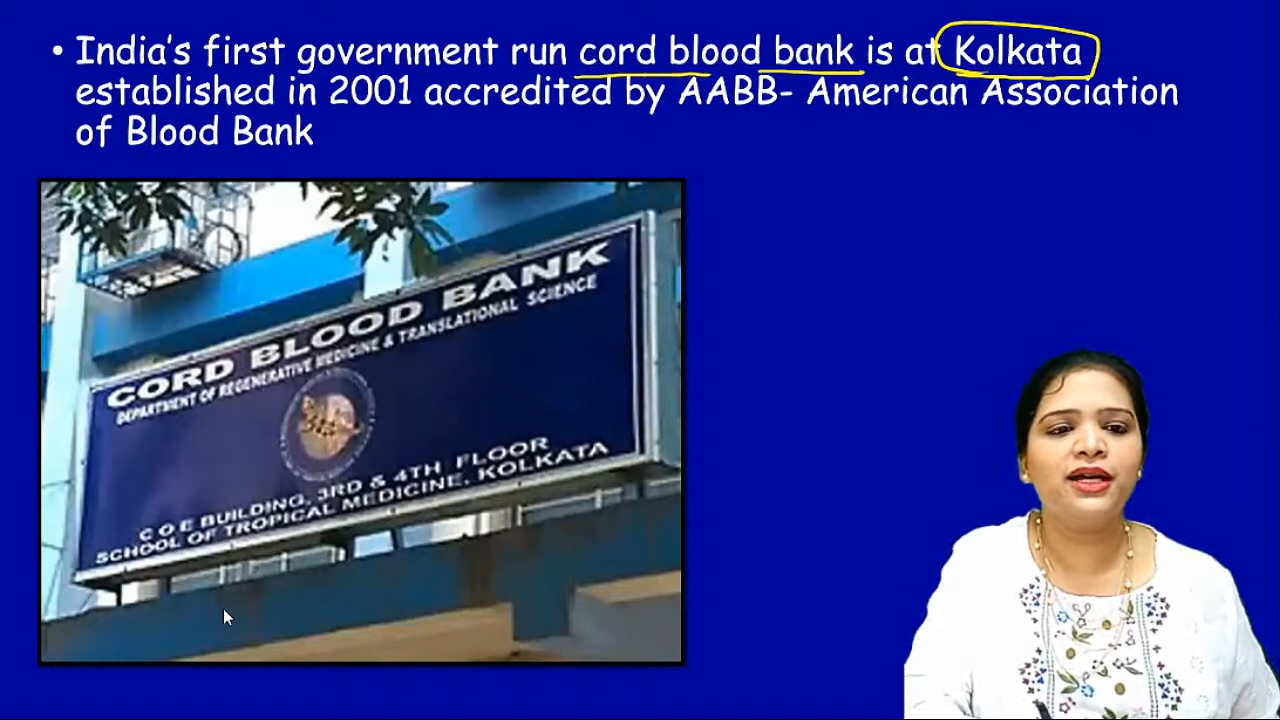 • India's first government run cord blood bank is at Kolkata
established in 2001 accredited by AABB- American Association
of Blood Bank
CORD BLOOD BANK
DEPARTMENT OF REGENERATIVE MEDICINE & TRANSLATIONAL SCIENCE
C O E BUILDING, 3RD & 4TH FLOOR
SCHOOL OF TROPICAL MEDICINE, KOLKATA